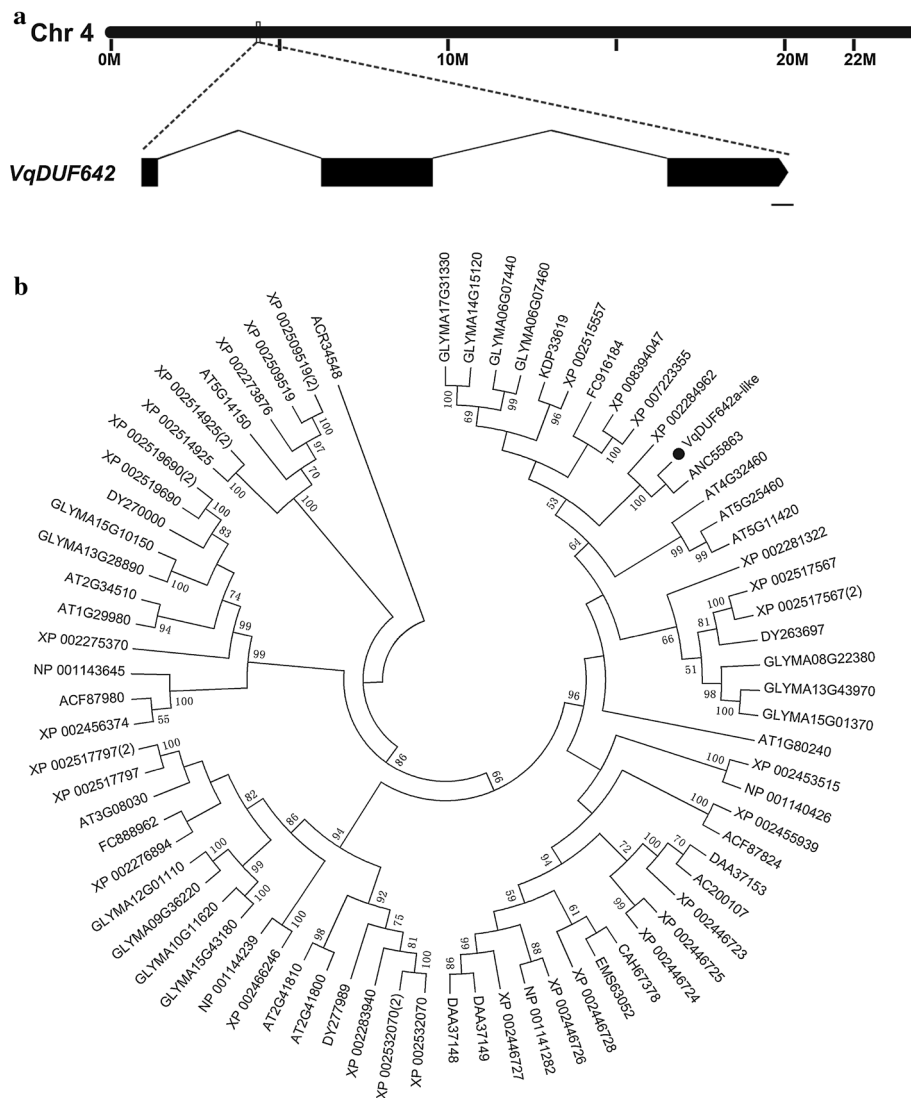 a
Chr 4
0M
10M
20M
22M
VqDUF642
b
GLYMA17G31330
GLYMA14G15120
GLYMA06G07440
GLYMA06G07460
KDP33619
XP 002515557
FC916184
XP 008394047
XP 007223355
XP 002284962
VqDUF642a-like
ANC55863
AT4G32460
AT5G25460
AT5G11420
XP 002281322
XP 002517567
XP 002517567(2)
DY263697
GLYMA08G22380
GLYMA13G43970
GLYMA15G01370
AT1G80240
XP 002453515
NP 001140426
XP 002455939
ACF87824
DAA37153
AC200107
XP 002446723
XP 002446725
XP 002446724
CAH67378
EMS63052
XP 002446728
XP 002446726
NP 001141282
XP 002446727
DAA37149
DAA37148
XP 002532070
XP 002532070(2)
XP 002283940
DY277989
AT2G41800
AT2G41810
XP 002466246
NP 001144239
GLYMA15G43180
GLYMA10G11620
GLYMA09G36220
GLYMA12G01110
XP 002276894
FC888962
AT3G08030
XP 002517797
XP 002517797(2)
XP 002456374
ACF87980
NP 001143645
XP 002275370
AT1G29980
AT2G34510
GLYMA13G28890
GLYMA15G10150
DY270000
XP 002519690
XP 002519690(2)
XP 002514925
XP 002514925(2)
AT5G14150
XP 002273876
XP 002509519
XP 002509519(2)
ACR34548
100
69
99
96
100
53
100
64
99
99
66
100
81
51
98
100
96
100
100
70
100
72
99
94
59
61
88
99
98
66
86
94
86
82
100
99
100
100
100
92
75
81
100
98
99
99
74
83
100
100
94
100
55
100
97
70
100
100